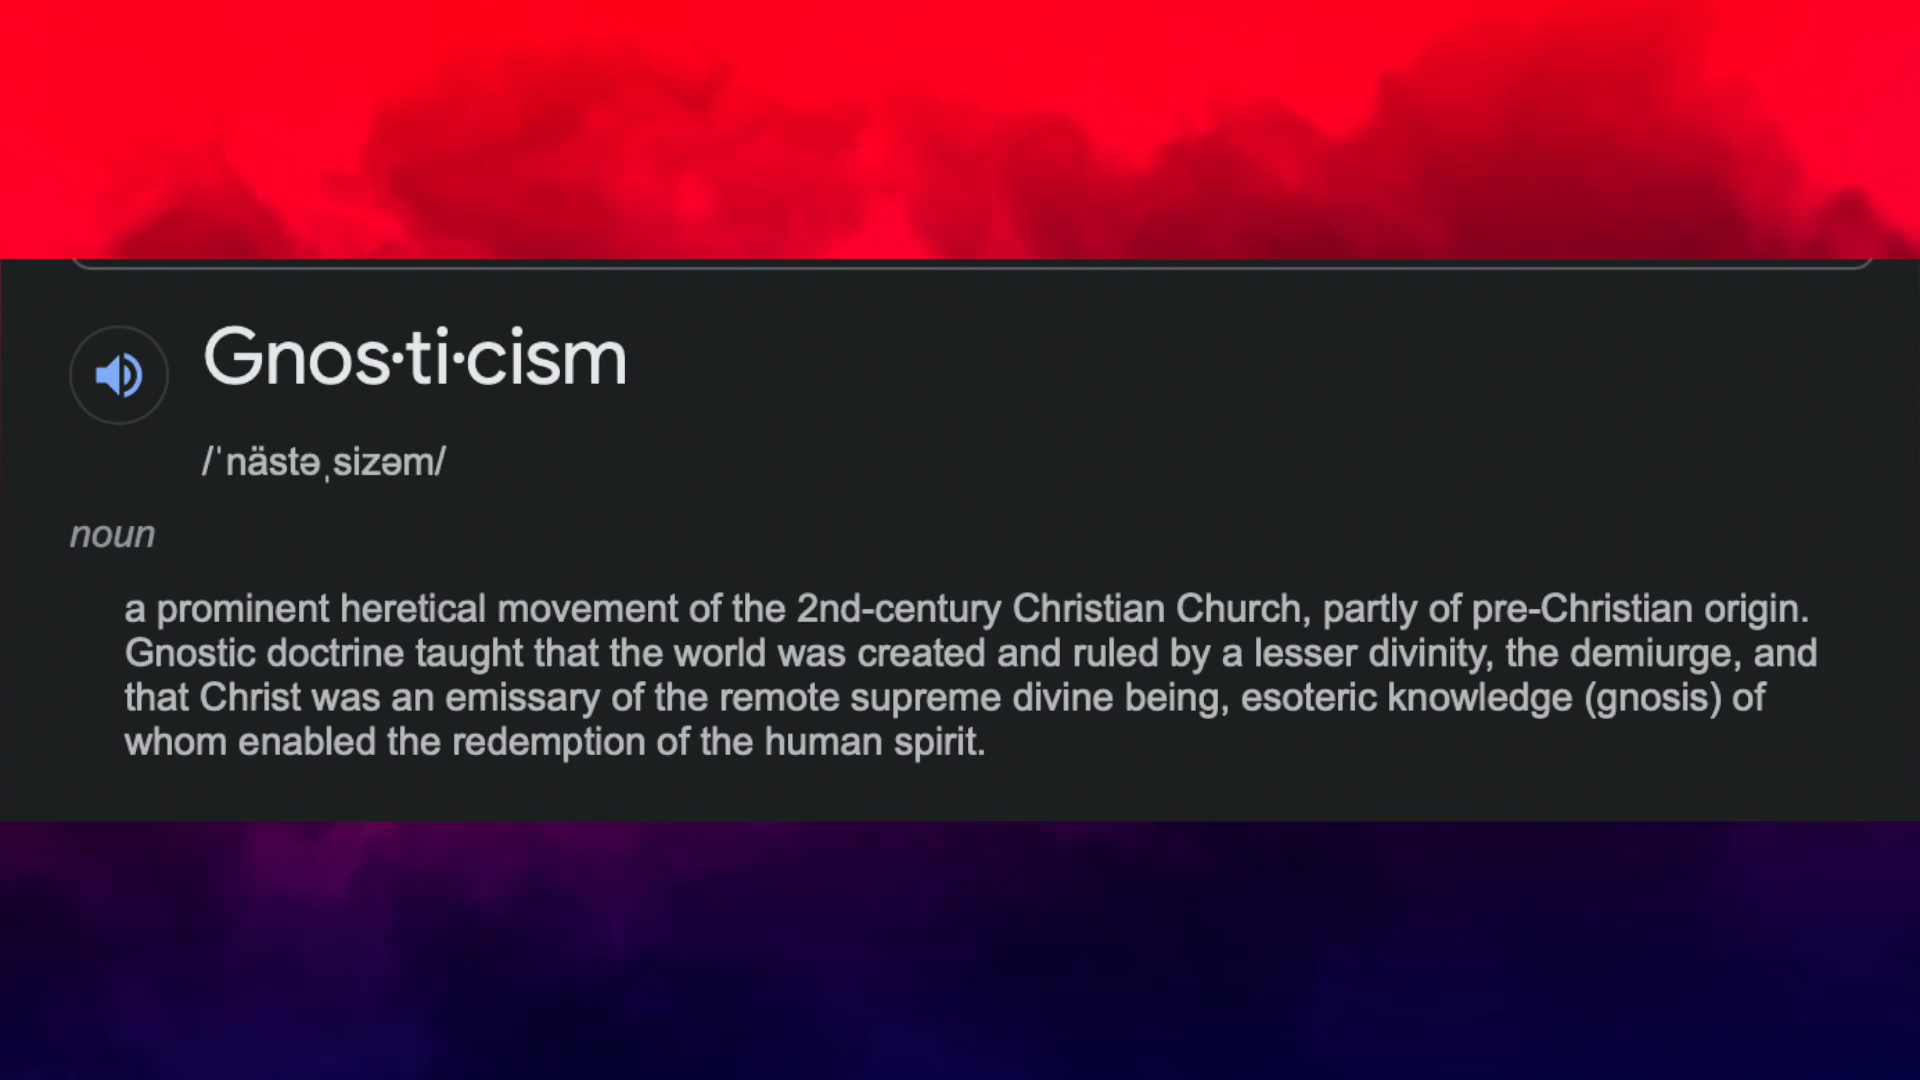 Gnos·ti·cism
/ˈnästəˌsizəm/
noun
a prominent heretical movement of the 2nd-century Christian Church, partly of pre-Christian origin.
Gnostic doctrine taught that the world was created and ruled by a lesser divinity, the demiurge, and
that Christ was an emissary of the remote supreme divine being, esoteric knowledge (gnosis) of
whom enabled the redemption of the human spirit.